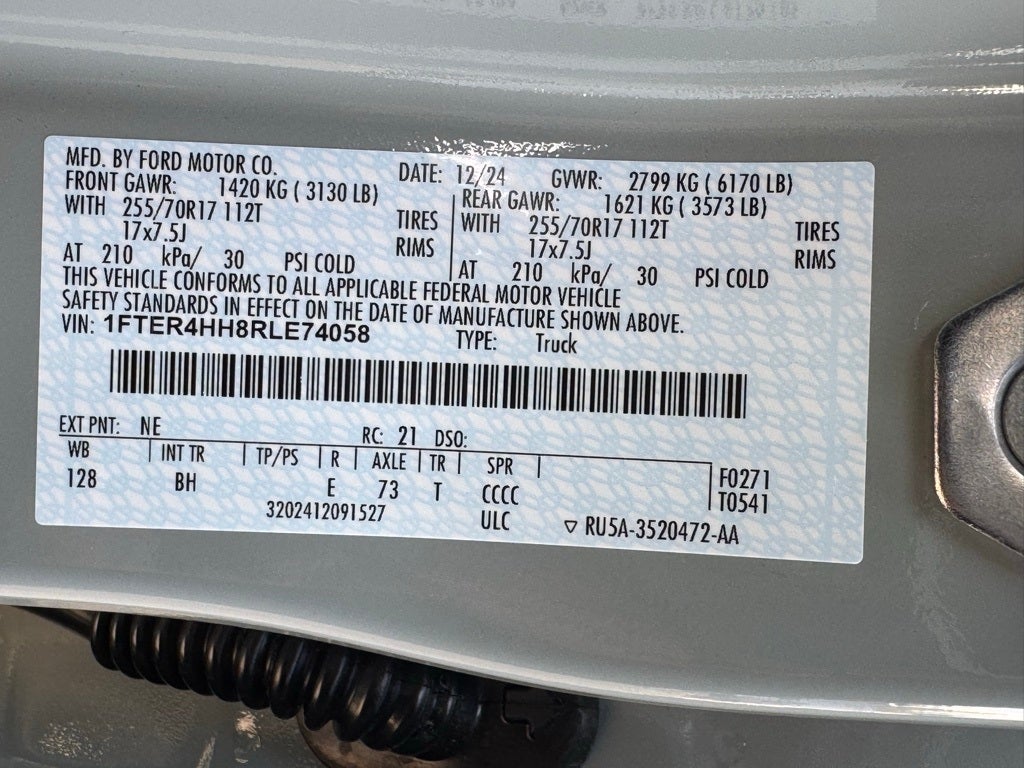 MFD. BY FORD MOTOR CO. DATE: 12/24 GVWR: 2799 KG ( 6170 LB)
FRONT GAWR: 1420 KG ( 3130 LB) REAR GAWR: 1621 KG ( 3573 LB)
WITH 255/70R17 112T TIRES WITH 255/70R17 112T TIRES
17x7.5J RIMS 17x7.5J RIMS
AT 210 kPa/ 30 PSI COLD AT 210 kPa/ 30 PSI COLD
THIS VEHICLE CONFORMS TO ALL APPLICABLE FEDERAL MOTOR VEHICLE
SAFETY STANDARDS IN EFFECT ON THE DATE OF MANUFACTURE SHOWN ABOVE.
VIN: 1FTER4HH8RLE74058 TYPE: Truck
EXT PNT: NE RC: 21 DSO:
WB INT TR TP/PS R AXLE TR SPR F0271
128 BH E 73 T CCCC T0541
3202412091527 ULC ▽ RU5A-3520472-AA